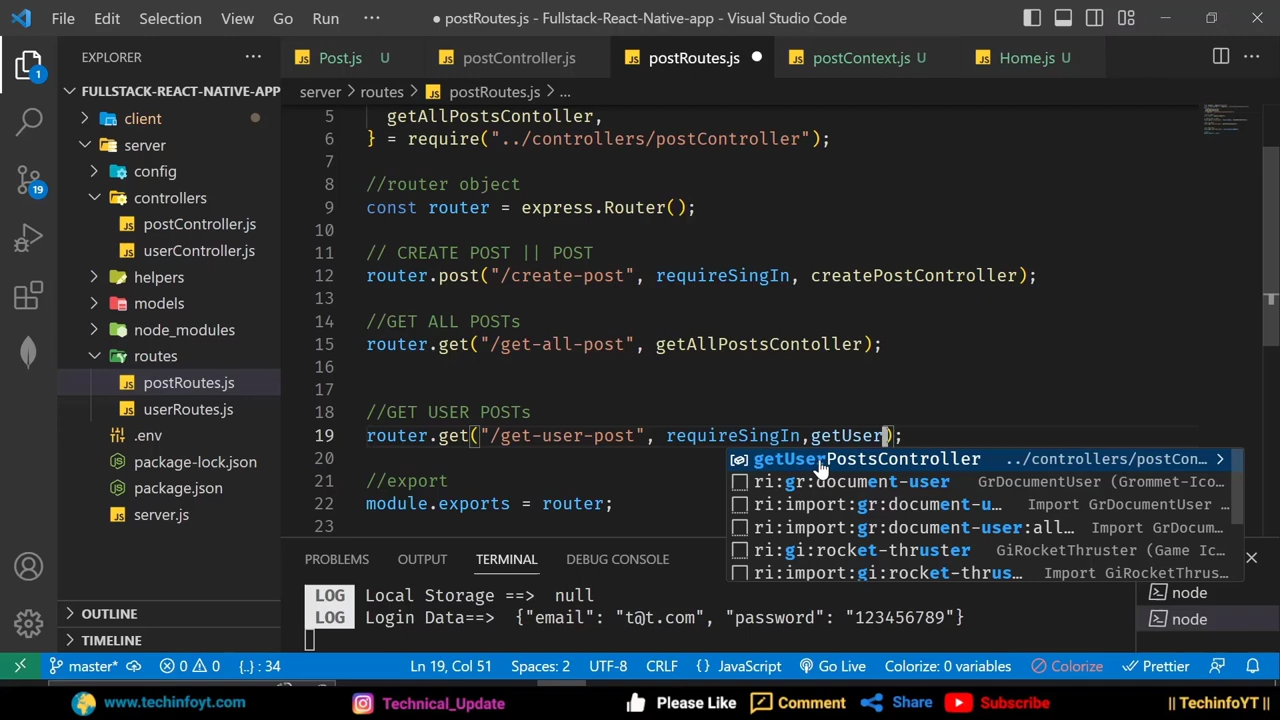 File Edit Selection View Go Run ··· ● postRoutes.js - Fullstack-React-Native-app - Visual Studio Code
EXPLORER ···
Post.js U postController.js postRoutes.js ● postContext.js U Home.js U ···
1
FULLSTACK-REACT-NATIVE-APP
server > routes > JS postRoutes.js > ...
client
server
config
controllers
JS postController.js
JS userController.js
helpers
models
node_modules
routes
JS postRoutes.js
JS userRoutes.js
.env
package-lock.json
package.json
JS server.js
OUTLINE
TIMELINE
19
5 getAllPostsContoller,
6 } = require("../controllers/postController");
7
8 //router object
9 const router = express.Router();
10
11 // CREATE POST || POST
12 router.post("/create-post", requireSingIn, createPostController);
13
14 //GET ALL POSTs
15 router.get("/get-all-post", getAllPostsContoller);
16
17
18 //GET USER POSTs
19 router.get("/get-user-post", requireSingIn,getUser);
20
21 //export
22 module.exports = router;
23
getUserPostsController ../controllers/postCon...
ri:gr:document-user GrDocumentUser (Grommet-Ico...
ri:import:gr:document-u... Import GrDocume...
ri:import:gr:document-user:all... Import GrDocum...
ri:gi:rocket-thruster GiRocketThruster (Game Ic...
ri:import:gi:rocket-thrus... Import GiRocketThrus...
PROBLEMS OUTPUT TERMINAL DEBUG CONSOLE
LOG Local Storage ==> null
LOG Login Data==> {"email": "t@t.com", "password": "123456789"}
node
node
master* 0 0 {..} : 34 Ln 19, Col 51 Spaces: 2 UTF-8 CRLF {} JavaScript Go Live Colorize: 0 variables Colorize Prettier
www.techinfoyt.com Technical_Update Please Like Comment Share Subscribe || TechinfoYT||